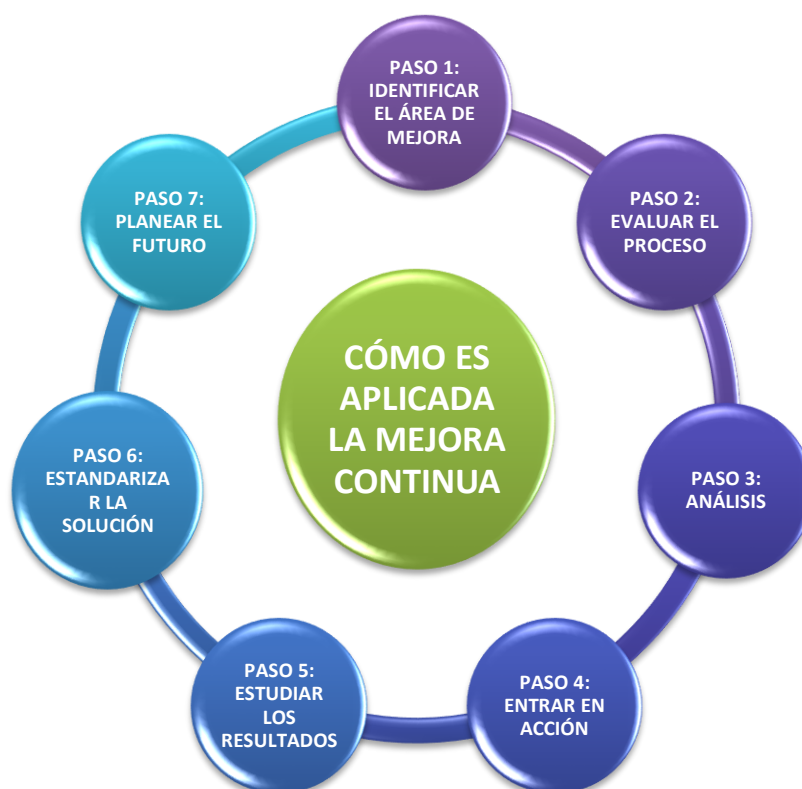 PASO 1:
IDENTIFICAR
EL ÁREA DE
MEJORA
PASO 2:
EVALUAR EL
PROCESO
PASO 3:
ANÁLISIS
PASO 4:
ENTRAR EN
ACCIÓN
PASO 5:
ESTUDIAR
LOS
RESULTADOS
PASO 6:
ESTANDARIZA
R LA
SOLUCIÓN
PASO 7:
PLANEAR EL
FUTURO
CÓMO ES
APLICADA
LA MEJORA
CONTINUA